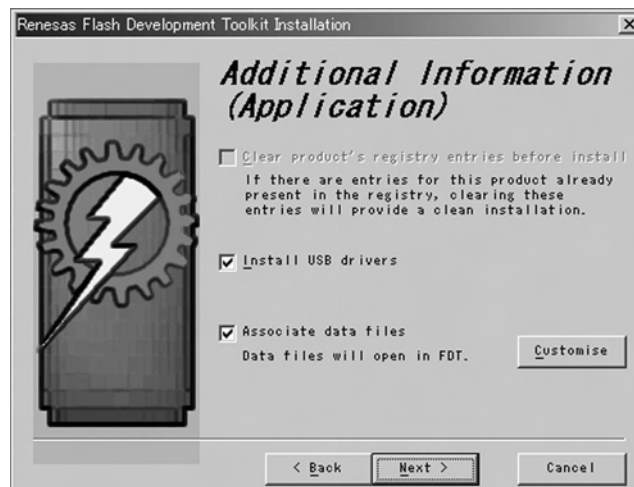 Renesas Flash Development Toolkit Installation
Additional Information
(Application)
Clear product's registry entries before install
If there are entries for this product already
present in the registry, clearing these
entries will provide a clean installation.
Install USB drivers
Associate data files
Data files will open in FDT.
Customise
< Back
Next >
Cancel